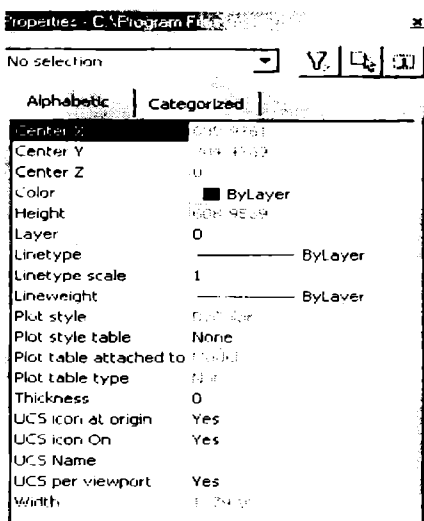 Properties - C:\Program
No selection
Alphabetic Categorized
Center X
Center Y
Center Z 0
Color ByLayer
Height
Layer 0
Linetype ByLayer
Linetype scale 1
Lineweight ByLayer
Plot style
Plot style table None
Plot table attached to Model
Plot table type
Thickness 0
UCS icon at origin Yes
UCS icon On Yes
UCS Name
UCS per viewport Yes
Width